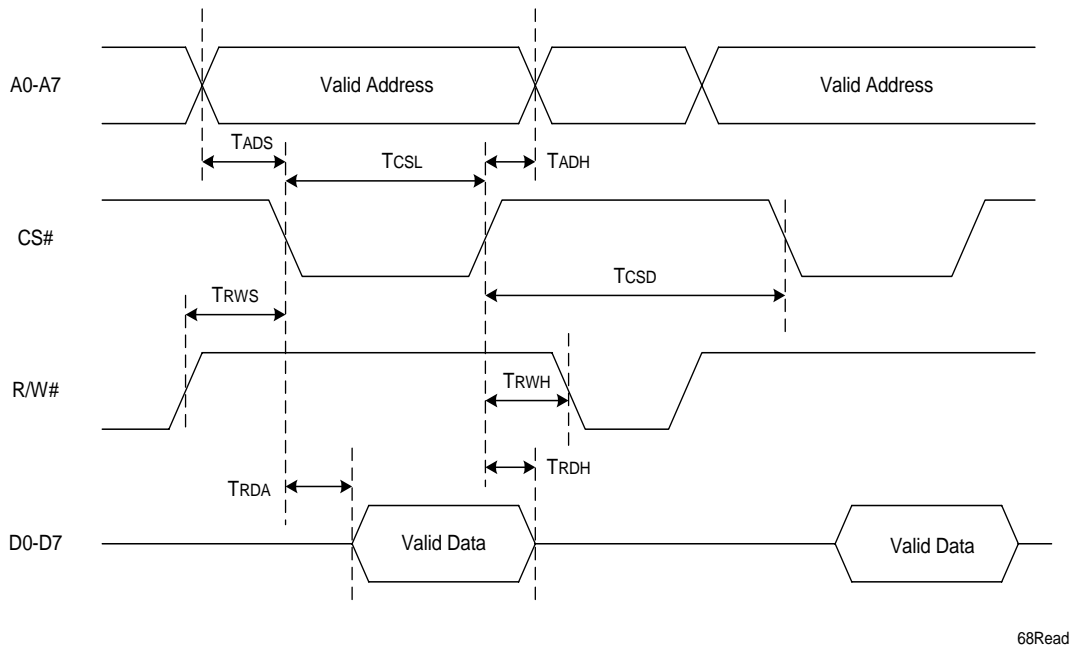 A0-A7
Valid Address
Valid Address
TADS
TCSL
TADH
CS#
TCSD
TRWS
R/W#
TRWH
TRDA
TRDH
D0-D7
Valid Data
Valid Data
68Read